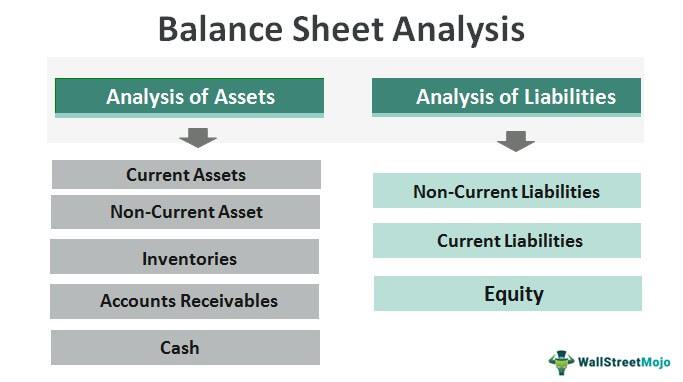 Balance Sheet Analysis
Analysis of Assets
Current Assets
Non-Current Asset
Inventories
Accounts Receivables
Cash
Analysis of Liabilities
Non-Current Liabilities
Current Liabilities
Equity
WallStreetMojo